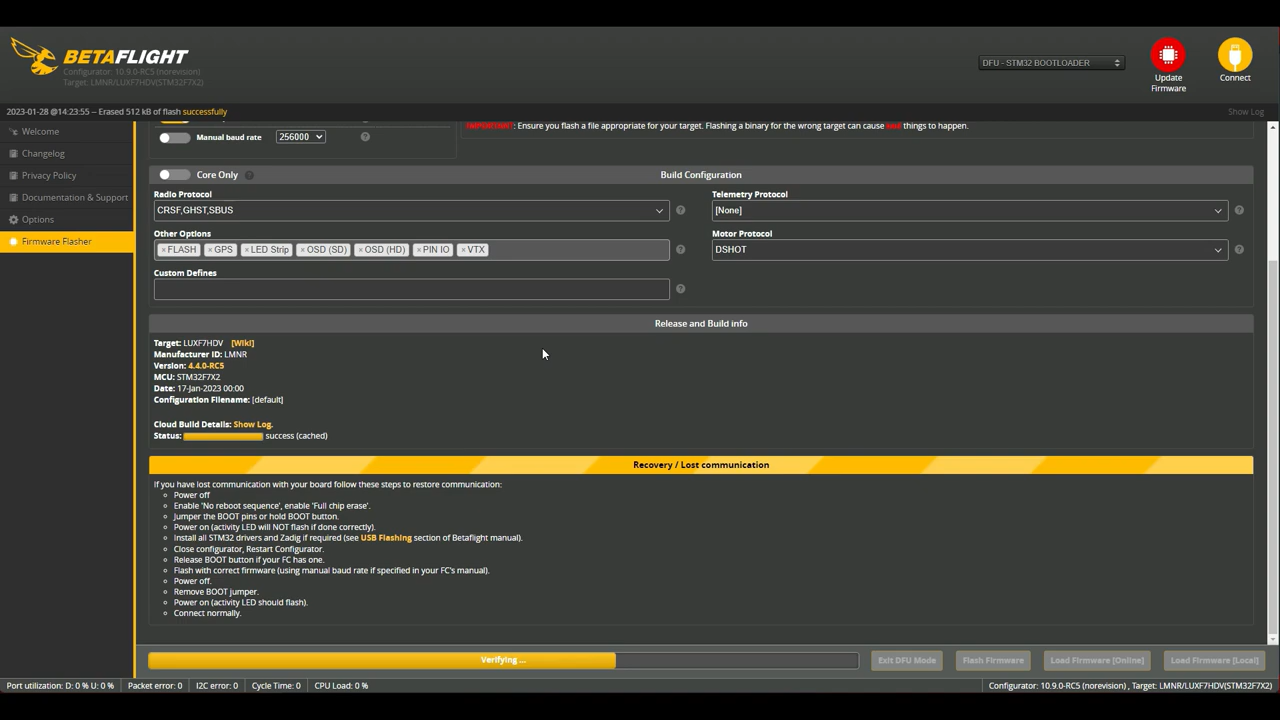 BETAFLIGHT
Configurator: 10.9.0-RC5 (norevision)
Target: LMNR/LUXF7HDV(STM32F7X2)
DFU - STM32 BOOTLOADER
Update Firmware
Connect
2023-01-28 @14:23:55 -- Erased 512 kB of flash successfully
Show Log
Welcome
Changelog
Privacy Policy
Documentation & Support
Options
Firmware Flasher
Manual baud rate
256000
IMPORTANT: Ensure you flash a file appropriate for your target. Flashing a binary for the wrong target can cause bad things to happen.
Core Only
Build Configuration
Radio Protocol
CRSF,GHST,SBUS
Telemetry Protocol
[None]
Other Options
×FLASH ×GPS ×LED Strip ×OSD (SD) ×OSD (HD) ×PIN IO ×VTX
Motor Protocol
DSHOT
Custom Defines
Release and Build info
Target: LUXF7HDV [Wiki]
Manufacturer ID: LMNR
Version: 4.4.0-RC5
MCU: STM32F7X2
Date: 17-Jan-2023 00:00
Configuration Filename: [default]
Cloud Build Details: Show Log.
Status: success (cached)
Recovery / Lost communication
If you have lost communication with your board follow these steps to restore communication:
Power off
Enable 'No reboot sequence', enable 'Full chip erase'.
Jumper the BOOT pins or hold BOOT button.
Power on (activity LED will NOT flash if done correctly).
Install all STM32 drivers and Zadig if required (see USB Flashing section of Betaflight manual).
Close configurator, Restart Configurator.
Release BOOT button if your FC has one.
Flash with correct firmware (using manual baud rate if specified in your FC's manual).
Power off.
Remove BOOT jumper.
Power on (activity LED should flash).
Connect normally.
Verifying ...
Exit DFU Mode
Flash Firmware
Load Firmware [Online]
Load Firmware [Local]
Port utilization: D: 0 % U: 0 %
Packet error: 0
I2C error: 0
Cycle Time: 0
CPU Load: 0 %
Configurator: 10.9.0-RC5 (norevision) , Target: LMNR/LUXF7HDV(STM32F7X2)